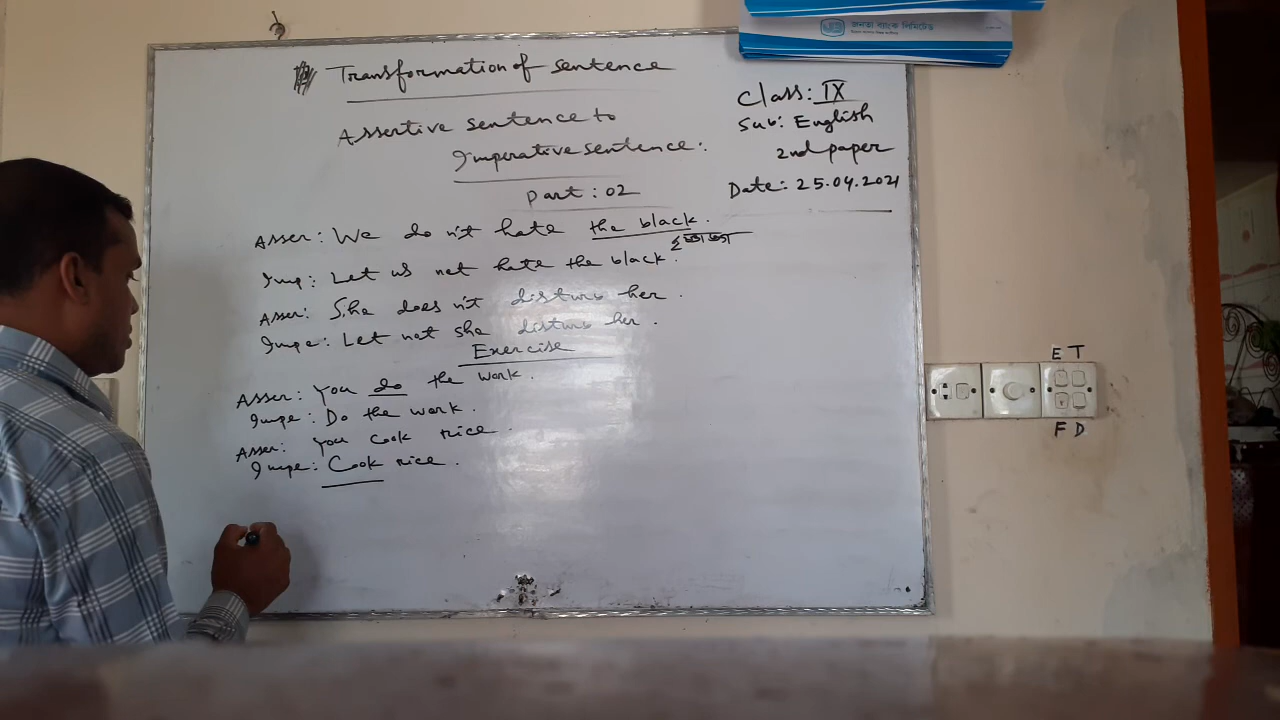 জনতা ব্যাংক লিমিটেড
Transformation of sentence
Assertive sentence to
Imperative sentence:.
Part: 02
Class: IX
Sub: English
2nd paper
Date: 25.04.2021
Asser: We do n't hate the black.
Imp: Let us not hate the black.
Asser: She does n't disturb her.
Impe: Let not she disturb her.
Exercise
Asser: You do the work.
Impe: Do the work.
Asser: You cook rice.
Impe: Cook rice.
E T
F D